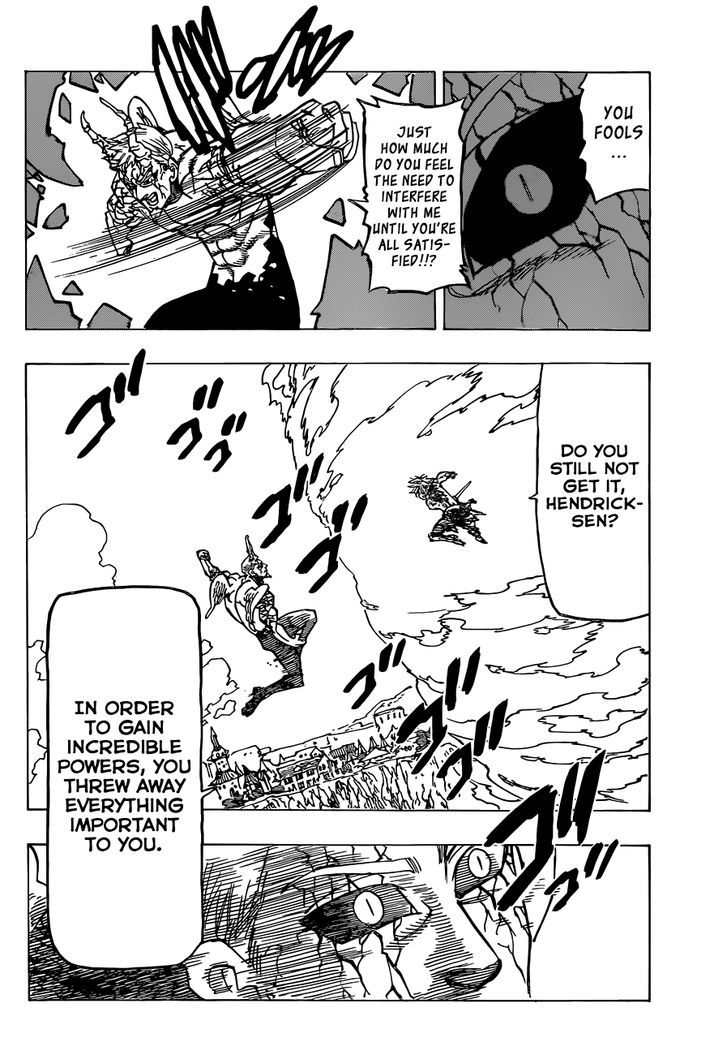 YOU
FOOLS
...
JUST
HOW MUCH
DO YOU FEEL
THE NEED TO
INTERFERE
WITH ME
UNTIL YOU'RE
ALL SATIS-
FIED!!?
DO YOU
STILL NOT
GET IT,
HENDRICK-
SEN?
ゴ
ゴ
ゴ
ゴ
ゴ
ゴ
ゴ
ゴ
ゴ
ゴ
IN ORDER
TO GAIN
INCREDIBLE
POWERS, YOU
THREW AWAY
EVERYTHING
IMPORTANT
TO YOU.